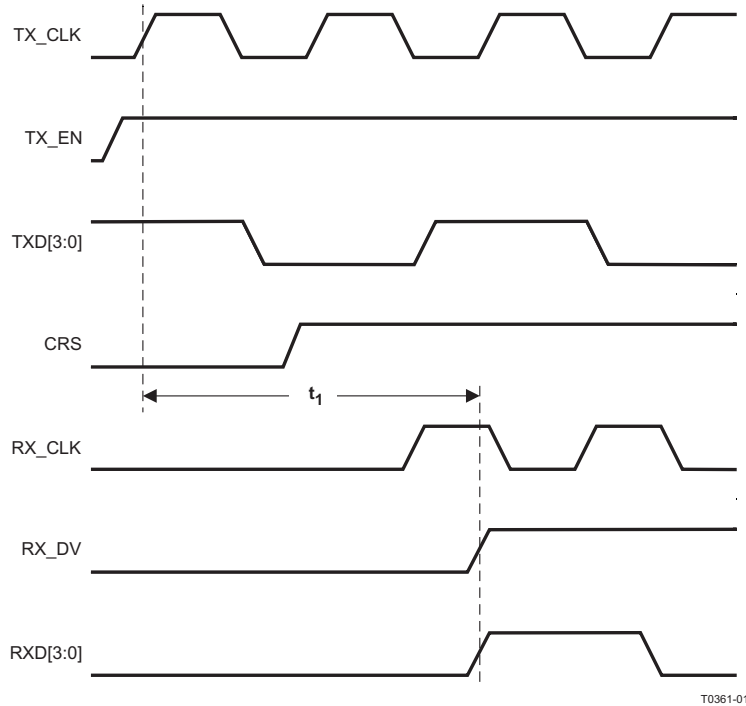 TX_CLK
TX_EN
TXD[3:0]
CRS
t1
RX_CLK
RX_DV
RXD[3:0]
T0361-01